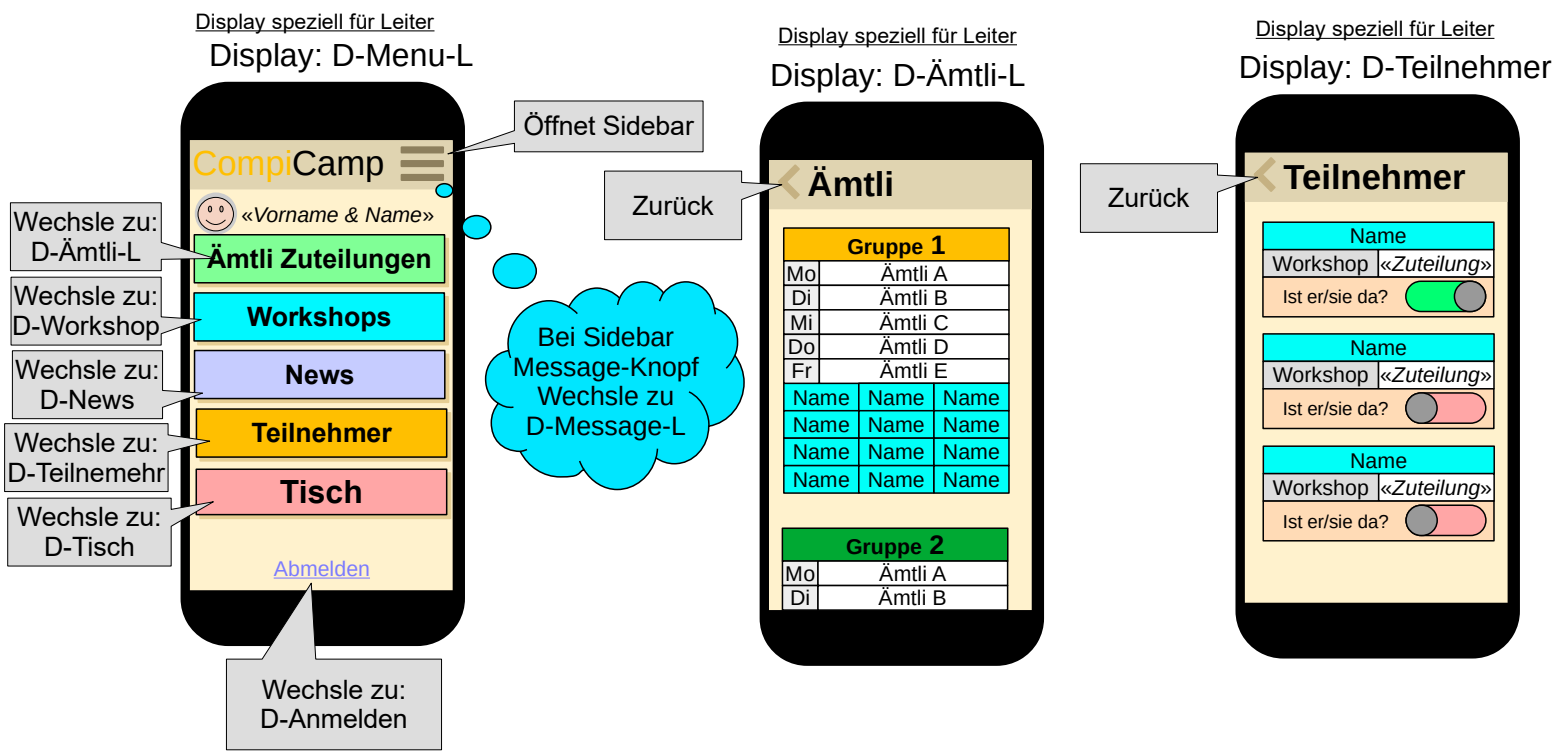 Display speziell für Leiter
Display: D-Menu-L
Öffnet Sidebar
CompiCamp
«Vorname & Name»
Wechsle zu:
D-Ämtli-L
Ämtli Zuteilungen
Wechsle zu:
D-Workshop
Workshops
Wechsle zu:
D-News
News
Wechsle zu:
D-Teilnemehr
Teilnehmer
Wechsle zu:
D-Tisch
Tisch
Abmelden
Wechsle zu:
D-Anmelden
Bei Sidebar
Message-Knopf
Wechsle zu
D-Message-L
Display speziell für Leiter
Display: D-Ämtli-L
Zurück
Ämtli
Gruppe 1
Mo Ämtli A
Di Ämtli B
Mi Ämtli C
Do Ämtli D
Fr Ämtli E
Name Name Name
Name Name Name
Name Name Name
Name Name Name
Gruppe 2
Mo Ämtli A
Di Ämtli B
Display speziell für Leiter
Display: D-Teilnehmer
Zurück
Teilnehmer
Name
Workshop «Zuteilung»
Ist er/sie da?
Name
Workshop «Zuteilung»
Ist er/sie da?
Name
Workshop «Zuteilung»
Ist er/sie da?